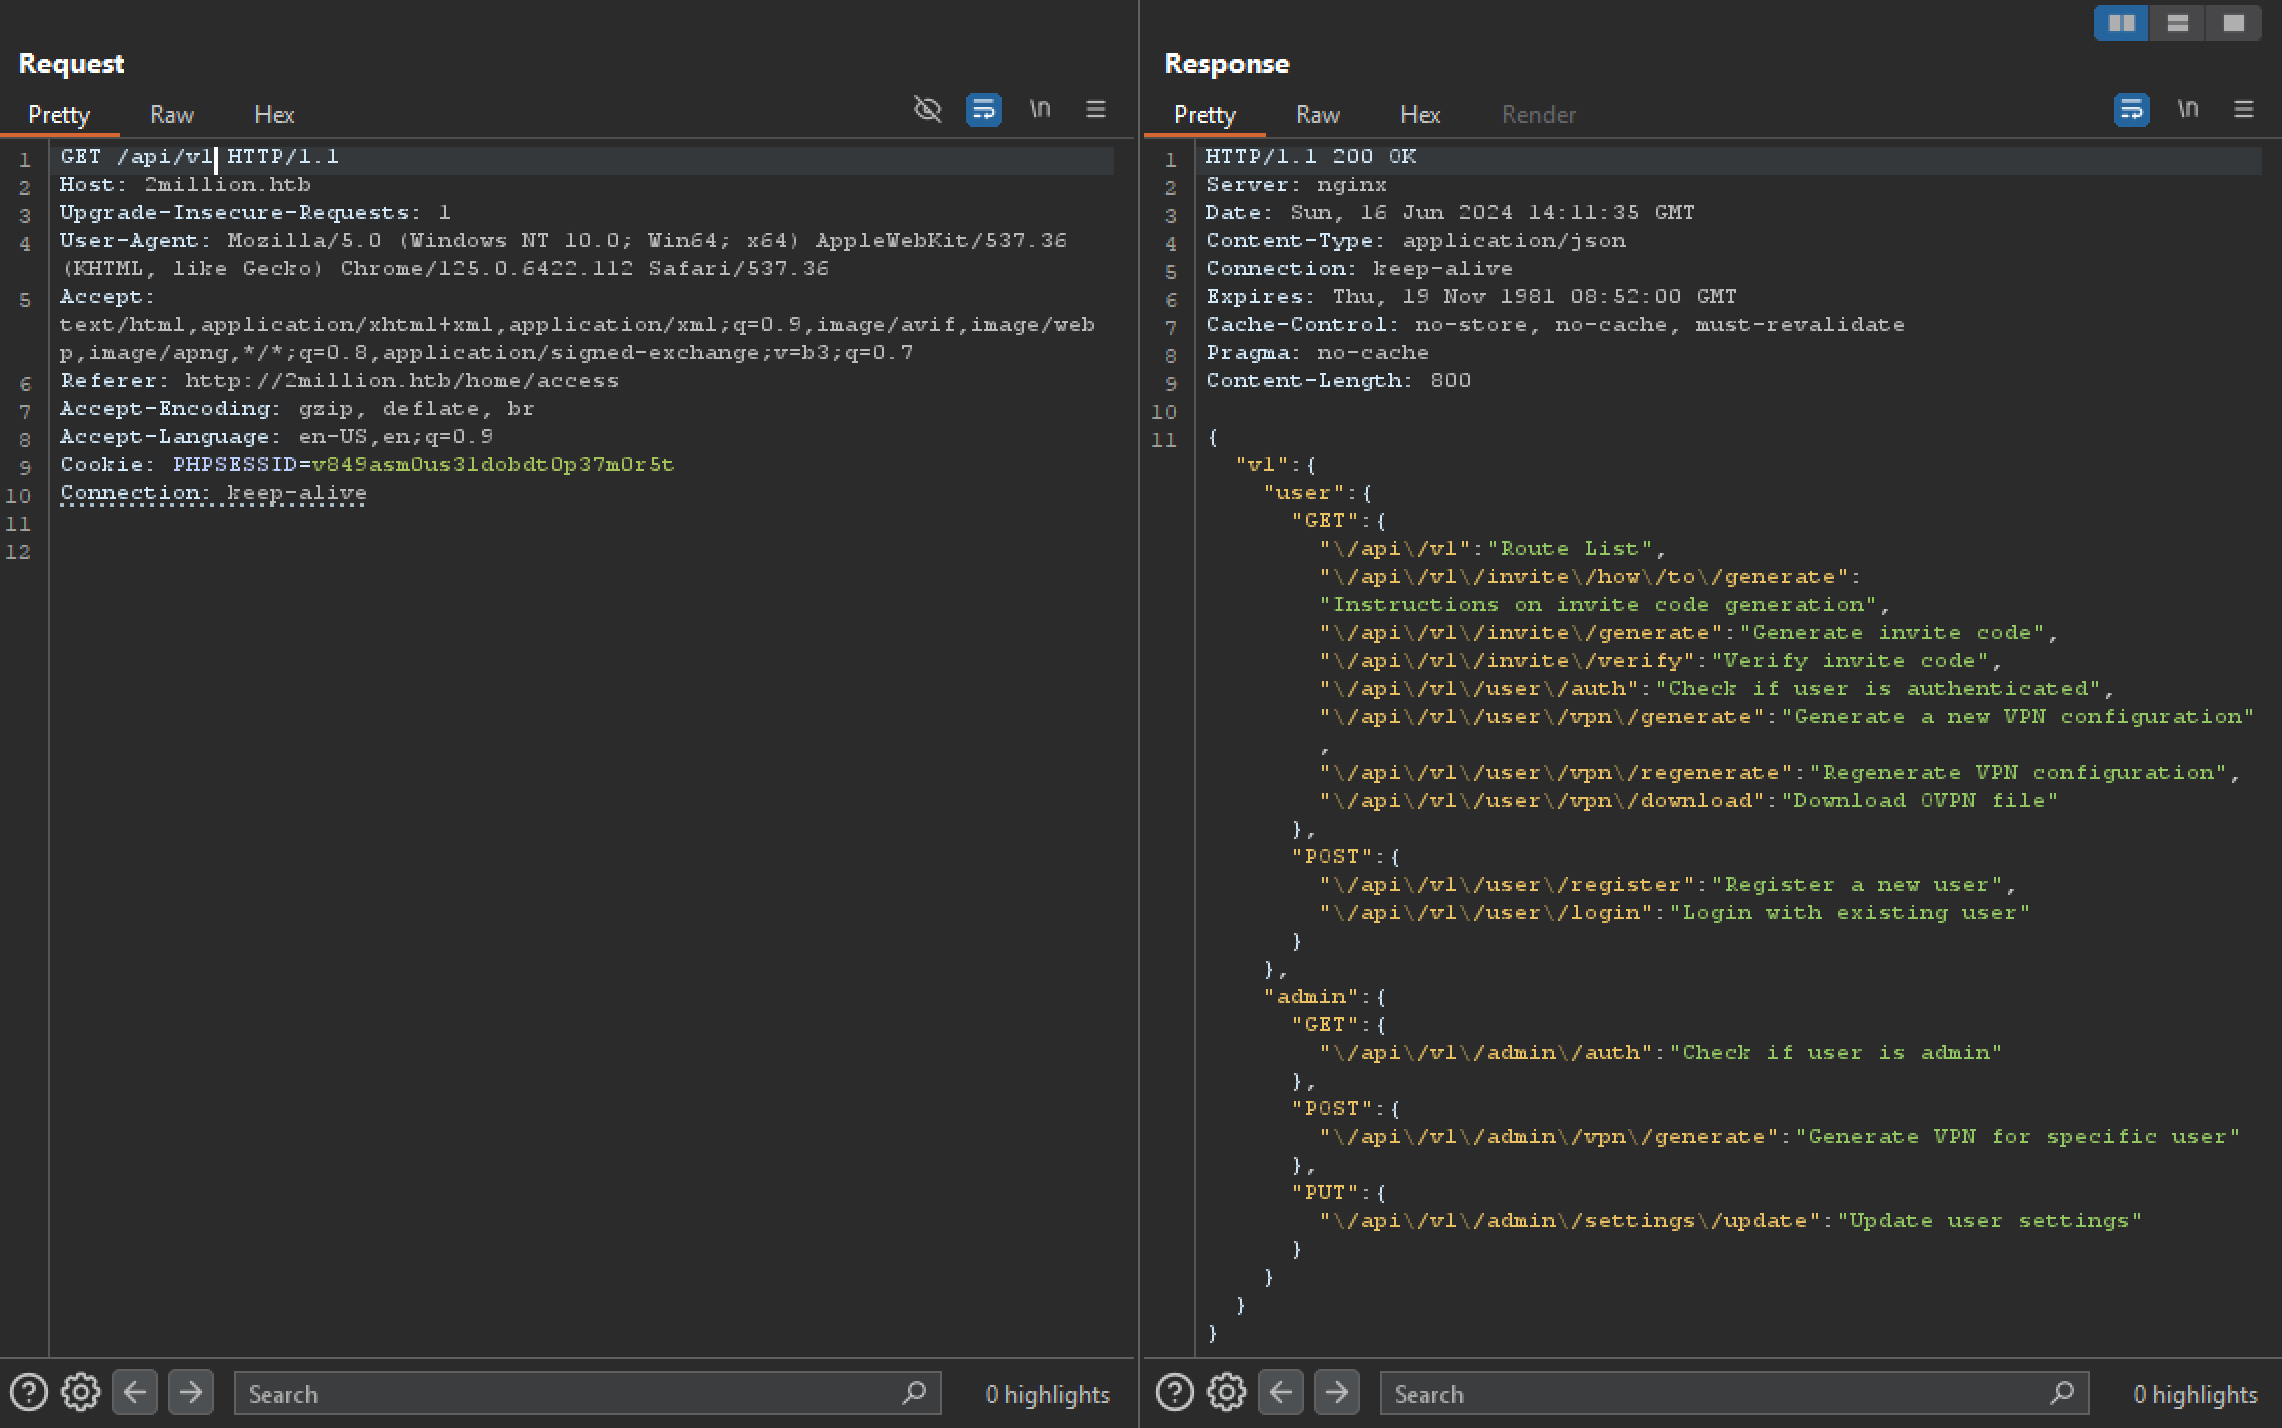 Request
Pretty Raw Hex \n
1 GET /api/v1 HTTP/1.1
2 Host: 2million.htb
3 Upgrade-Insecure-Requests: 1
4 User-Agent: Mozilla/5.0 (Windows NT 10.0; Win64; x64) AppleWebKit/537.36
(KHTML, like Gecko) Chrome/125.0.6422.112 Safari/537.36
5 Accept:
text/html,application/xhtml+xml,application/xml;q=0.9,image/avif,image/web
p,image/apng,*/*;q=0.8,application/signed-exchange;v=b3;q=0.7
6 Referer: http://2million.htb/home/access
7 Accept-Encoding: gzip, deflate, br
8 Accept-Language: en-US,en;q=0.9
9 Cookie: PHPSESSID=v849asm0us3ldobdt0p37m0r5t
10 Connection: keep-alive
11
12
Search 0 highlights
Response
Pretty Raw Hex Render \n
1 HTTP/1.1 200 OK
2 Server: nginx
3 Date: Sun, 16 Jun 2024 14:11:35 GMT
4 Content-Type: application/json
5 Connection: keep-alive
6 Expires: Thu, 19 Nov 1981 08:52:00 GMT
7 Cache-Control: no-store, no-cache, must-revalidate
8 Pragma: no-cache
9 Content-Length: 800
10
11 {
"v1":{
"user":{
"GET":{
"\/api\/v1":"Route List",
"\/api\/v1\/invite\/how\/to\/generate":
"Instructions on invite code generation",
"\/api\/v1\/invite\/generate":"Generate invite code",
"\/api\/v1\/invite\/verify":"Verify invite code",
"\/api\/v1\/user\/auth":"Check if user is authenticated",
"\/api\/v1\/user\/vpn\/generate":"Generate a new VPN configuration"
,
"\/api\/v1\/user\/vpn\/regenerate":"Regenerate VPN configuration",
"\/api\/v1\/user\/vpn\/download":"Download OVPN file"
},
"POST":{
"\/api\/v1\/user\/register":"Register a new user",
"\/api\/v1\/user\/login":"Login with existing user"
}
},
"admin":{
"GET":{
"\/api\/v1\/admin\/auth":"Check if user is admin"
},
"POST":{
"\/api\/v1\/admin\/vpn\/generate":"Generate VPN for specific user"
},
"PUT":{
"\/api\/v1\/admin\/settings\/update":"Update user settings"
}
}
}
}
Search 0 highlights